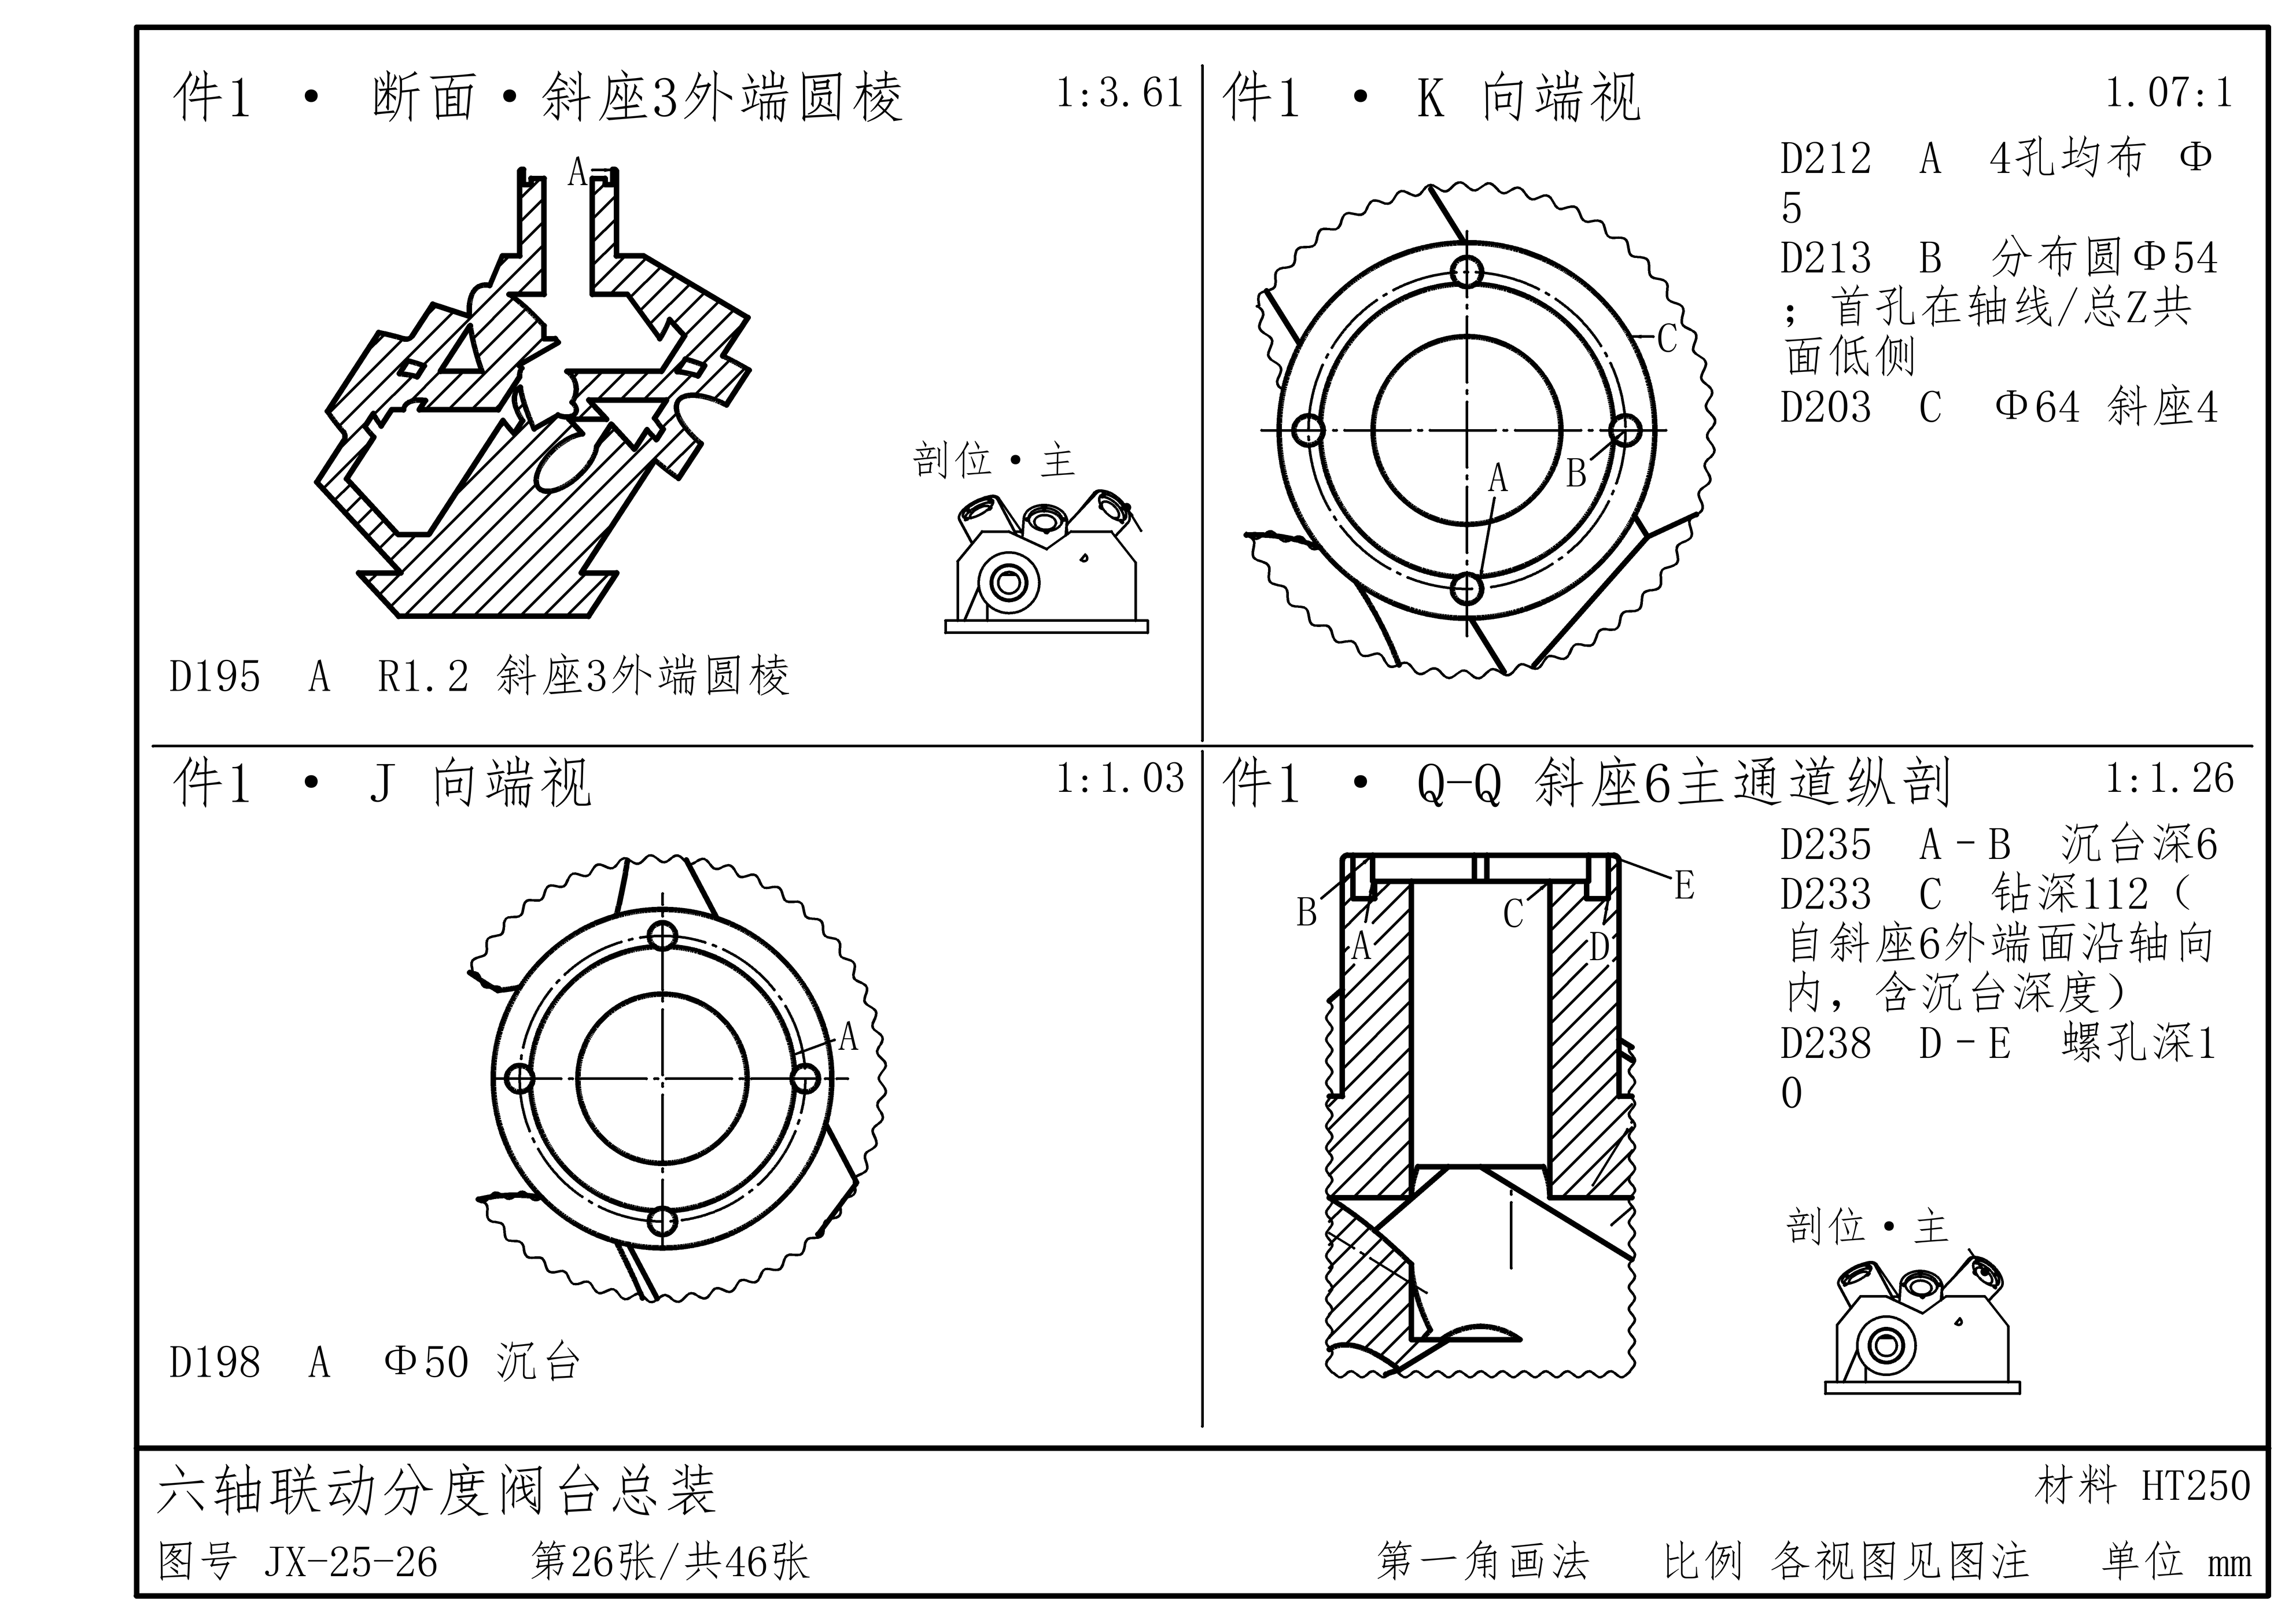 件1 · 断面·斜座3外端圆棱 1:3.61
A
剖位·主
D195 A R1.2 斜座3外端圆棱
件1 · K 向端视 1.07:1
D212 A 4孔均布 Φ
5
D213 B 分布圆Φ54
；首孔在轴线/总Z共
面低侧
D203 C Φ64 斜座4
C
B
A
件1 · J 向端视 1:1.03
A
D198 A Φ50 沉台
件1 · Q-Q 斜座6主通道纵剖 1:1.26
D235 A-B 沉台深6
D233 C 钻深112（
自斜座6外端面沿轴向
内，含沉台深度）
D238 D-E 螺孔深1
0
E
B
C
A
D
剖位·主
六轴联动分度阀台总装 材料 HT250
图号 JX-25-26 第26张/共46张 第一角画法 比例 各视图见图注 单位 mm